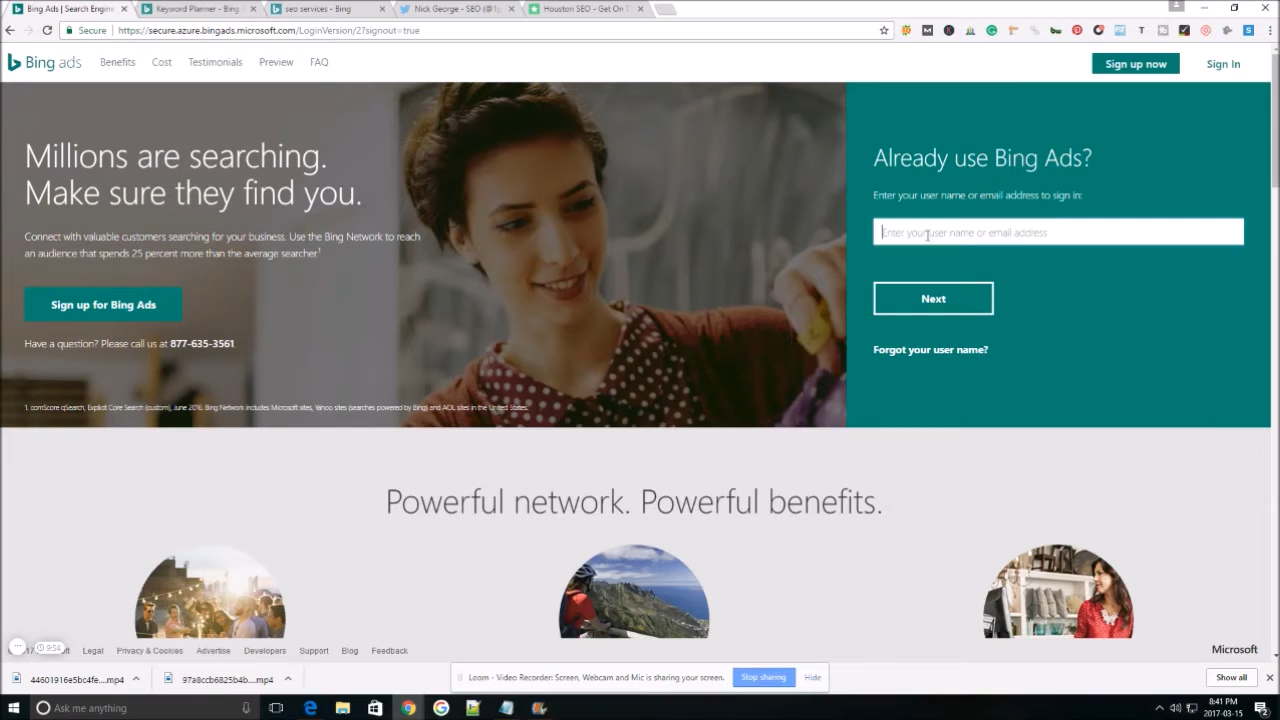 Bing Ads | Search Engine
Keyword Planner - Bing
seo services - Bing
Nick George - SEO (@1p
Houston SEO - Get On T
Secure
https://secure.azure.bingads.microsoft.com/LoginVersion/2?signout=true
Bing ads
Benefits
Cost
Testimonials
Preview
FAQ
Sign up now
Sign In
Millions are searching.
Make sure they find you.
Connect with valuable customers searching for your business. Use the Bing Network to reach
an audience that spends 25 percent more than the average searcher.1
Sign up for Bing Ads
Have a question? Please call us at 877-635-3561
1. comScore qSearch, Explicit Core Search (custom), June 2016. Bing Network includes Microsoft sites, Yahoo sites (searches powered by Bing) and AOL sites in the United States.
Already use Bing Ads?
Enter your user name or email address to sign in:
Enter your user name or email address
Next
Forgot your user name?
Powerful network. Powerful benefits.
9:54
Legal
Privacy & Cookies
Advertise
Developers
Support
Blog
Feedback
Microsoft
44601916e5bc49f....mp4
97a8ccb6825b4b....mp4
Loom - Video Recorder: Screen, Webcam and Mic is sharing your screen.
Stop sharing
Hide
Show all
Ask me anything
8:41 PM
2017-03-15
2